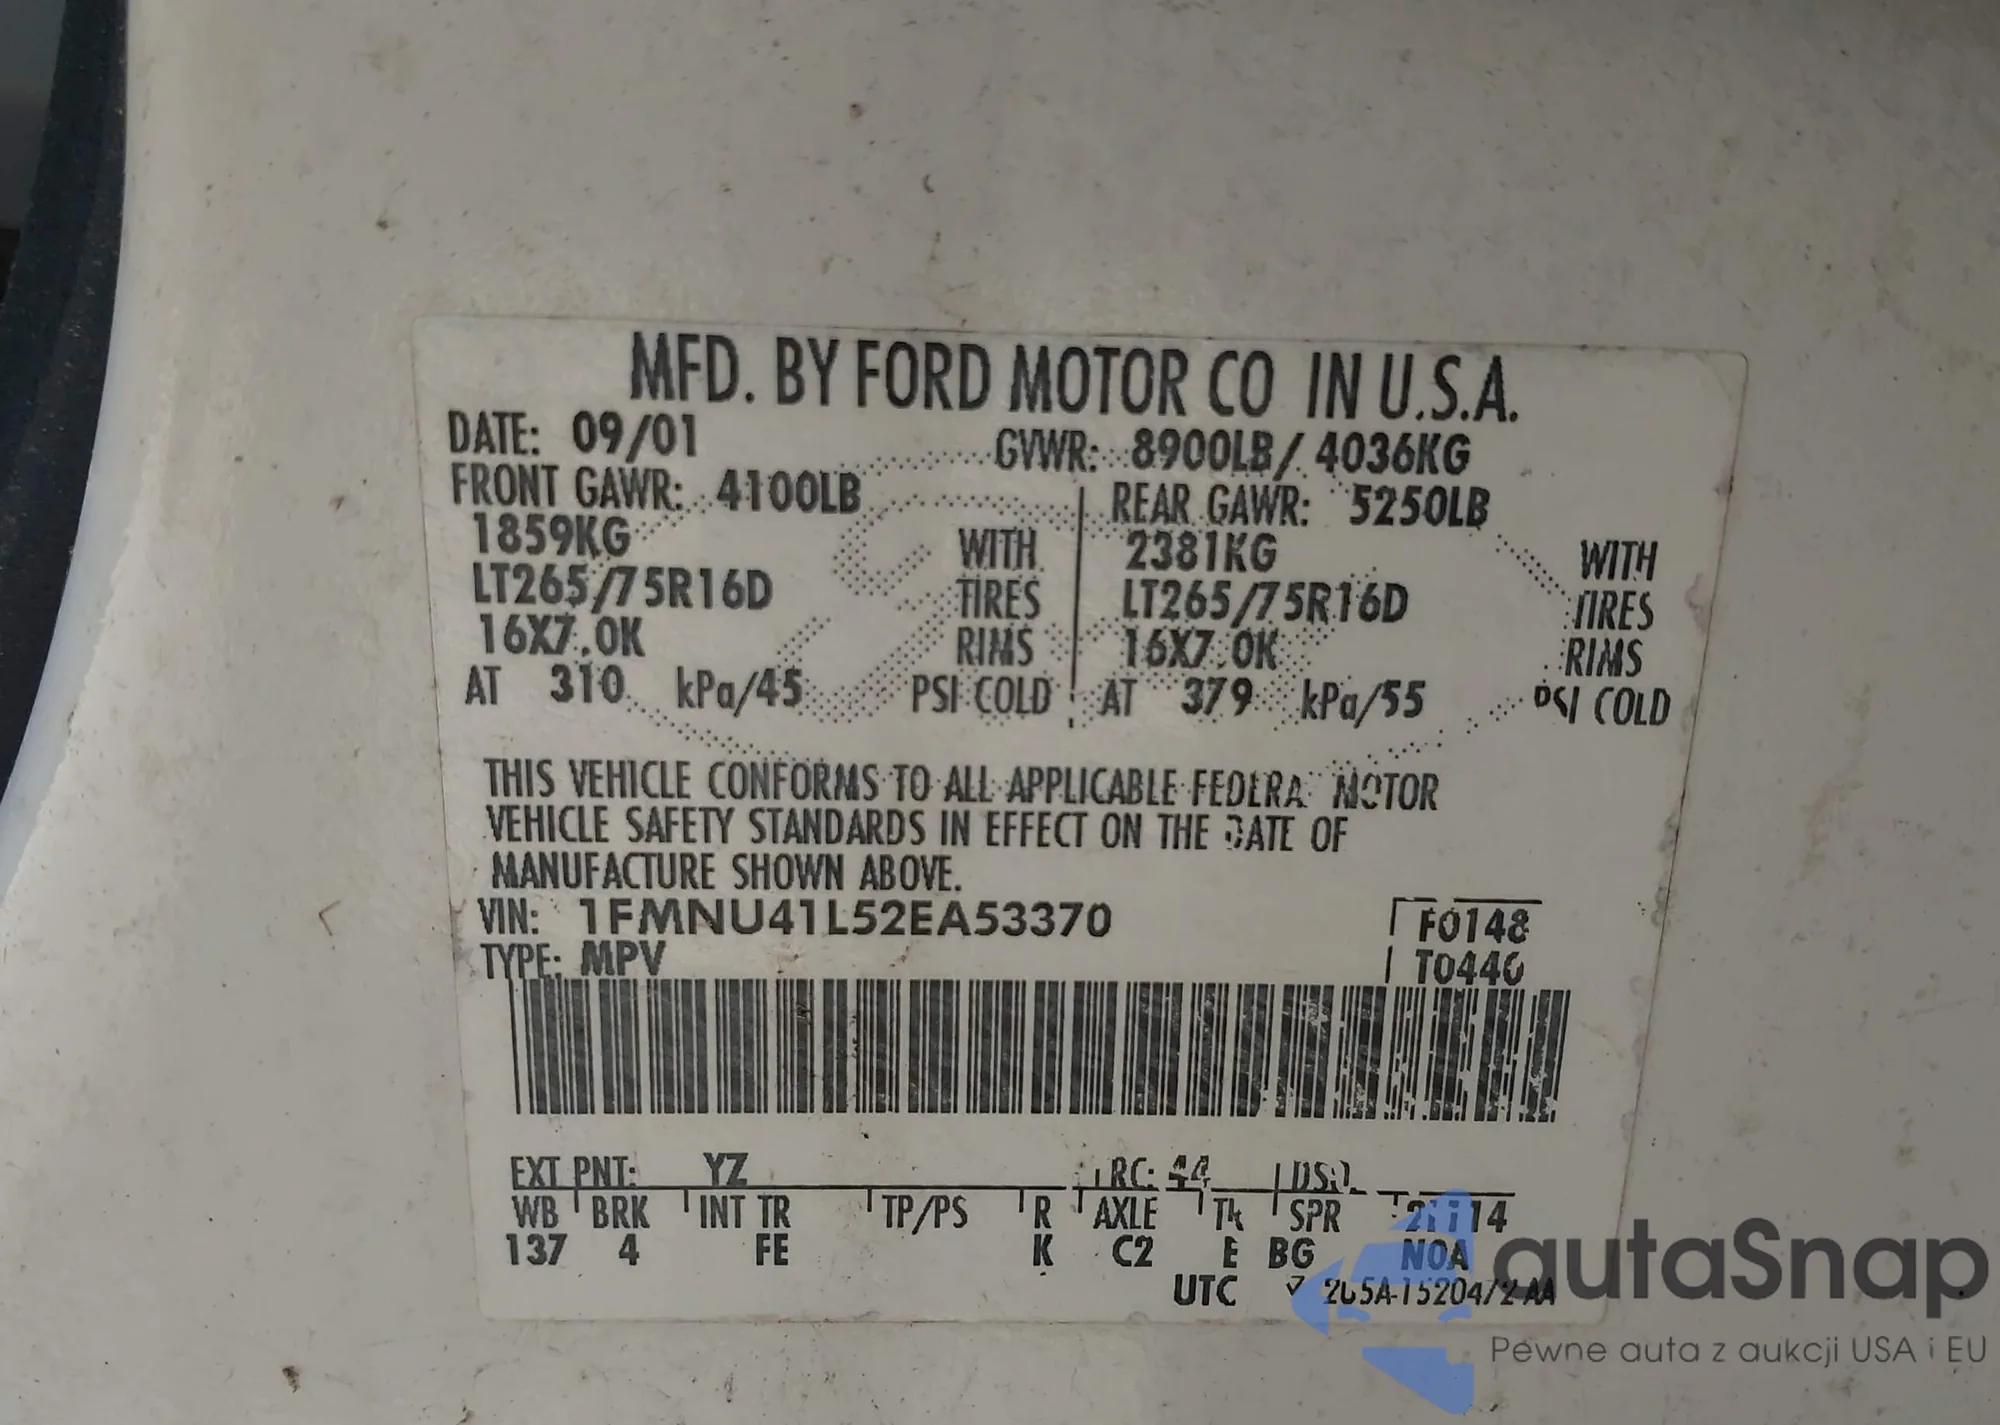 MFD. BY FORD MOTOR CO IN U.S.A.
DATE: 09/01 GVWR: 8900LB/ 4036KG
FRONT GAWR: 4100LB REAR GAWR: 5250LB
1859KG WITH 2381KG WITH
LT265/75R16D TIRES LT265/75R16D TIRES
16X7.0K RIMS 16X7.0K RIMS
AT 310 kPa/45 PSI COLD AT 379 kPa/55 PSI COLD
THIS VEHICLE CONFORMS TO ALL APPLICABLE FEDERAL MOTOR
VEHICLE SAFETY STANDARDS IN EFFECT ON THE DATE OF
MANUFACTURE SHOWN ABOVE.
VIN: 1FMNU41L52EA53370 F0148
TYPE: MPV T0440
EXT PNT: YZ RC: 44 DSO
WB BRK INT TR TP/PS R AXLE TR SPR
137 4 FE K C2 E BG N0A
UTC
autaSnap
Pewne auta z aukcji USA i EU